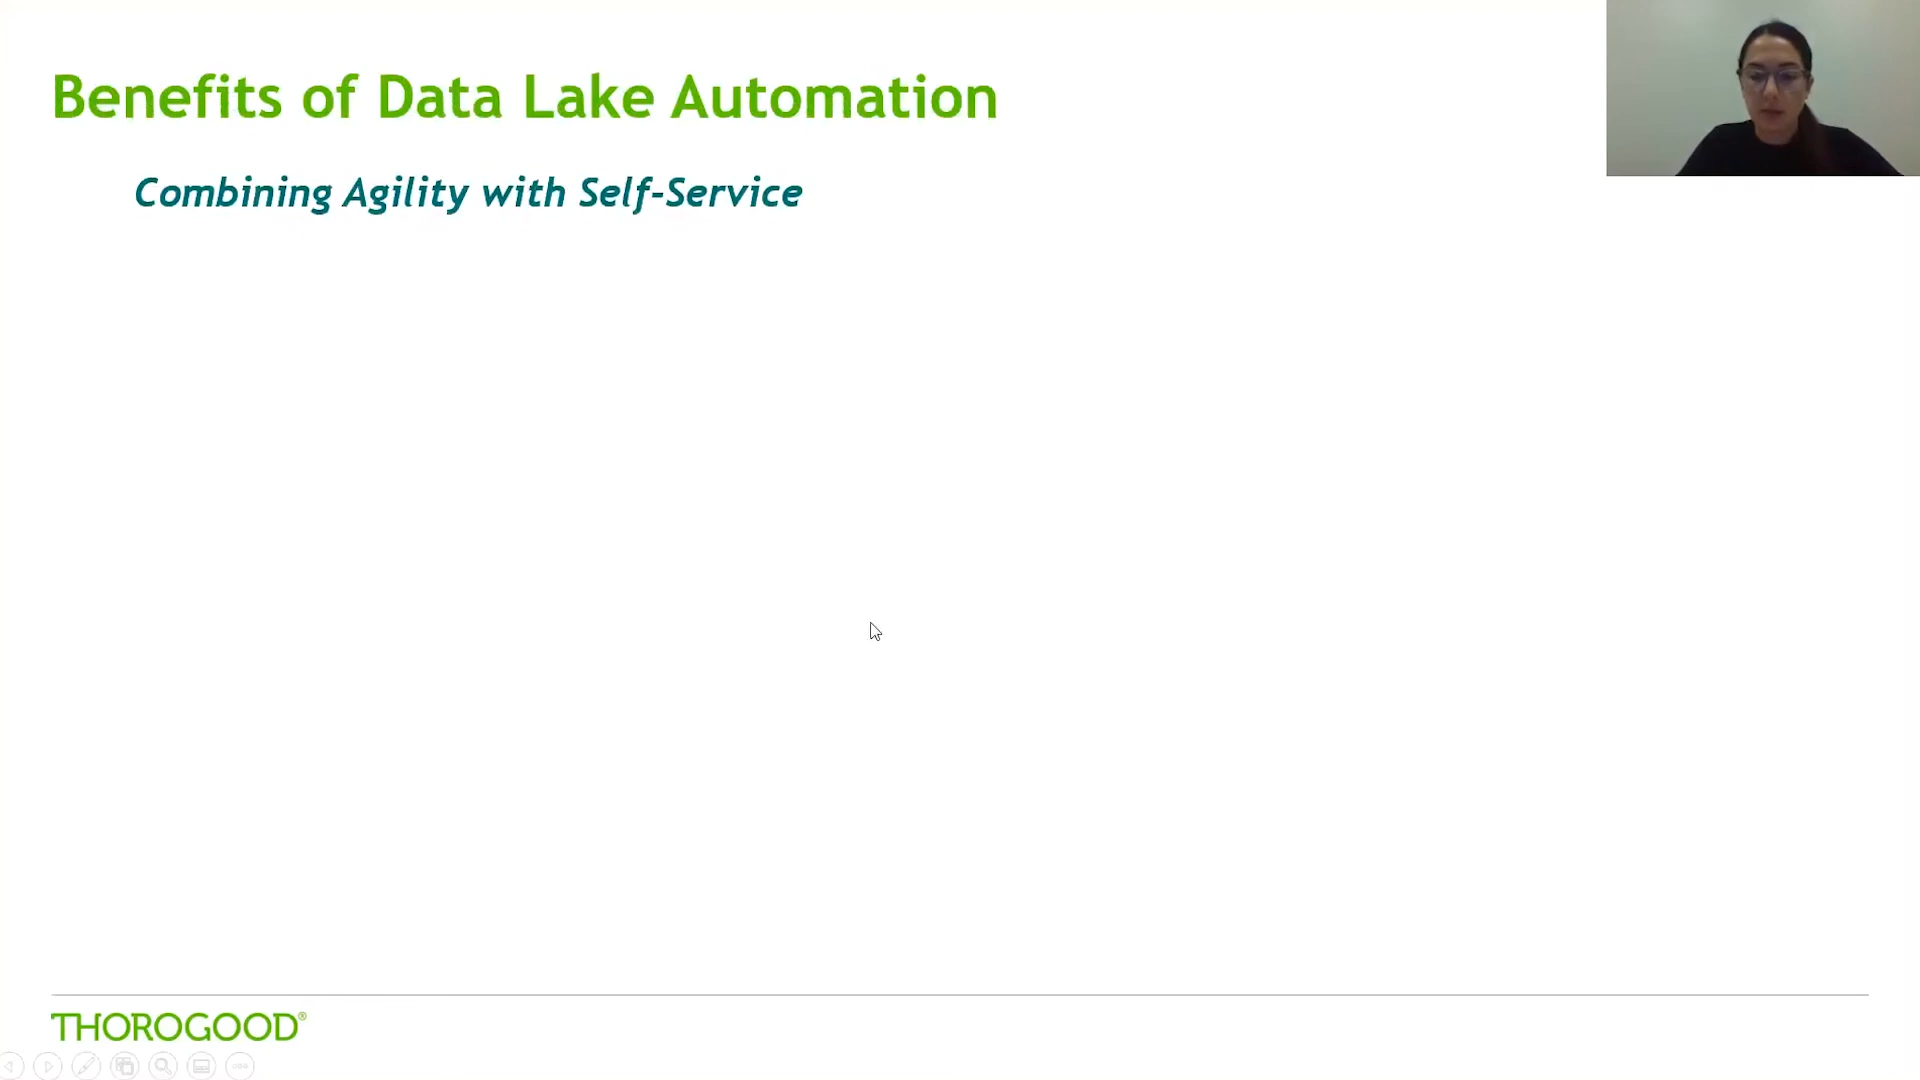 Benefits of Data Lake Automation
Combining Agility with Self-Service
THOROGOOD®